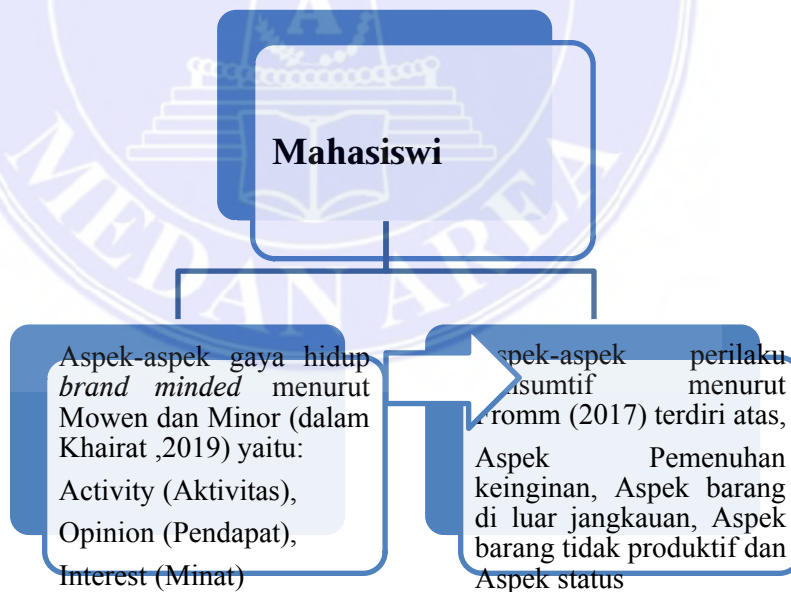 A
Mahasiswi
MEDAN AREA
Aspek-aspek gaya hidup
brand minded menurut
Mowen dan Minor (dalam
Khairat ,2019) yaitu:
Activity (Aktivitas),
Opinion (Pendapat),
Interest (Minat)
perilaku
menurut
(2017) terdiri atas,
Aspek Pemenuhan
keinginan, Aspek barang
di luar jangkauan, Aspek
barang tidak produktif dan
Aspek status